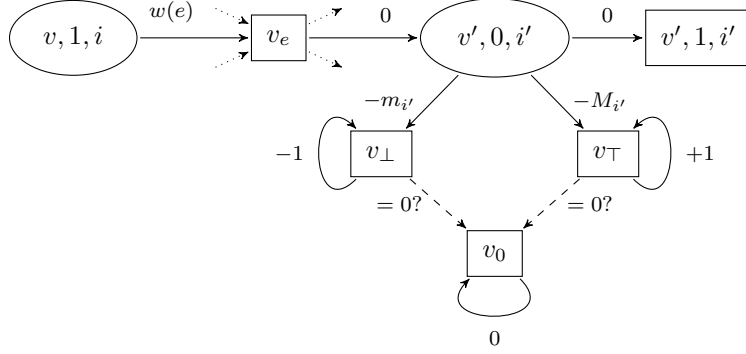 w(e)
0
0
v, 1, i
v_e
v′, 0, i′
v′, 1, i′
−m_{i′}
−M_{i′}
−1
v_⊥
v_⊤
+1
= 0?
= 0?
v_0
0